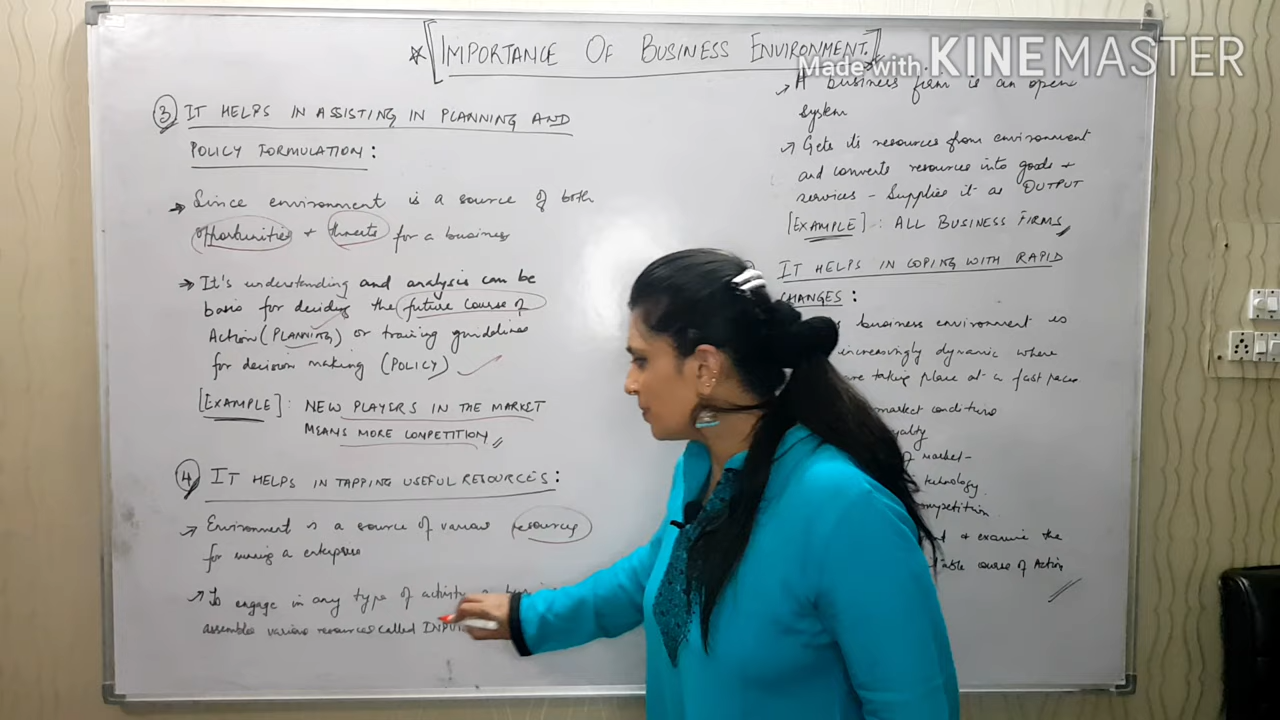 IMPORTANCE OF BUSINESS ENVIRONMENT.
Made with KINEMASTER
3 IT HELPS IN ASSISTING IN PLANNING AND
POLICY FORMULATION:
Since environment is a source of both
opportunities + threats for a business
It's understanding and analysis can be
basis for deciding the future course of
Action (PLANNING) or training guidelines
for decision making (POLICY)
[EXAMPLE]: NEW PLAYERS IN THE MARKET
MEANS MORE COMPETITION
4 IT HELPS IN TAPPING USEFUL RESOURCES:
Environment is a source of various resources
for a enterprise
To engage in any type of activity a
assembles various resources called INPUT
A business firm is an open
system
Gets its resources from environment
and converts resources into goods +
services - Supplies it as OUTPUT
[EXAMPLE]: ALL BUSINESS FIRMS
IT HELPS IN COPING WITH RAPID
CHANGES:
business environment is
increasingly dynamic where
are taking place at a fast pace
market conditions
market-
technology
+ examine the
course of Action